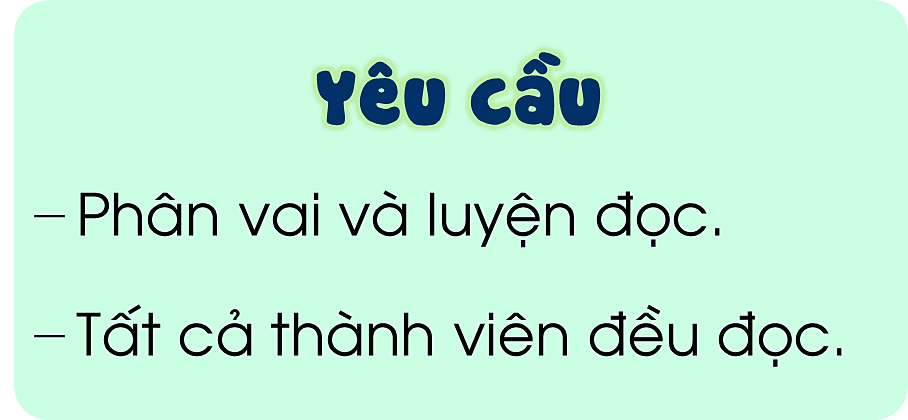 Yêu cầu
– Phân vai và luyện đọc.
– Tất cả thành viên đều đọc.